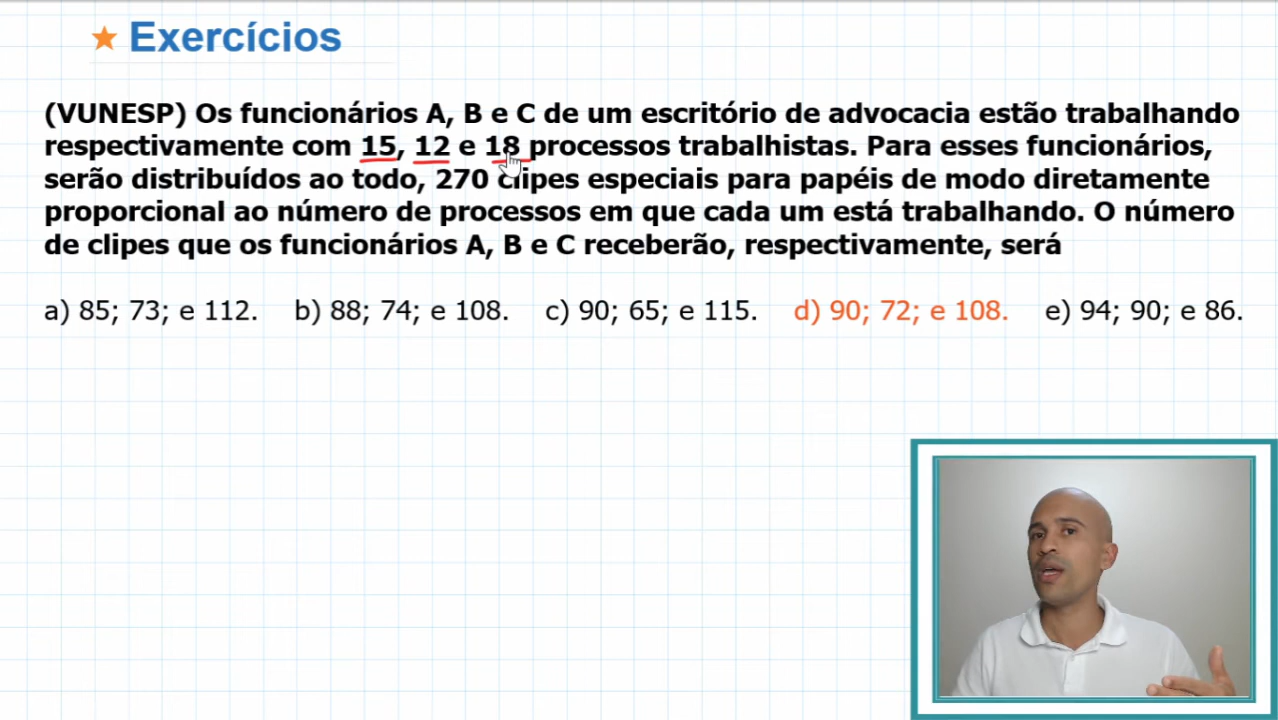 Exercícios
(VUNESP) Os funcionários A, B e C de um escritório de advocacia estão trabalhando
respectivamente com 15, 12 e 18 processos trabalhistas. Para esses funcionários,
serão distribuídos ao todo, 270 clipes especiais para papéis de modo diretamente
proporcional ao número de processos em que cada um está trabalhando. O número
de clipes que os funcionários A, B e C receberão, respectivamente, será
a) 85; 73; e 112. b) 88; 74; e 108. c) 90; 65; e 115. d) 90; 72; e 108. e) 94; 90; e 86.